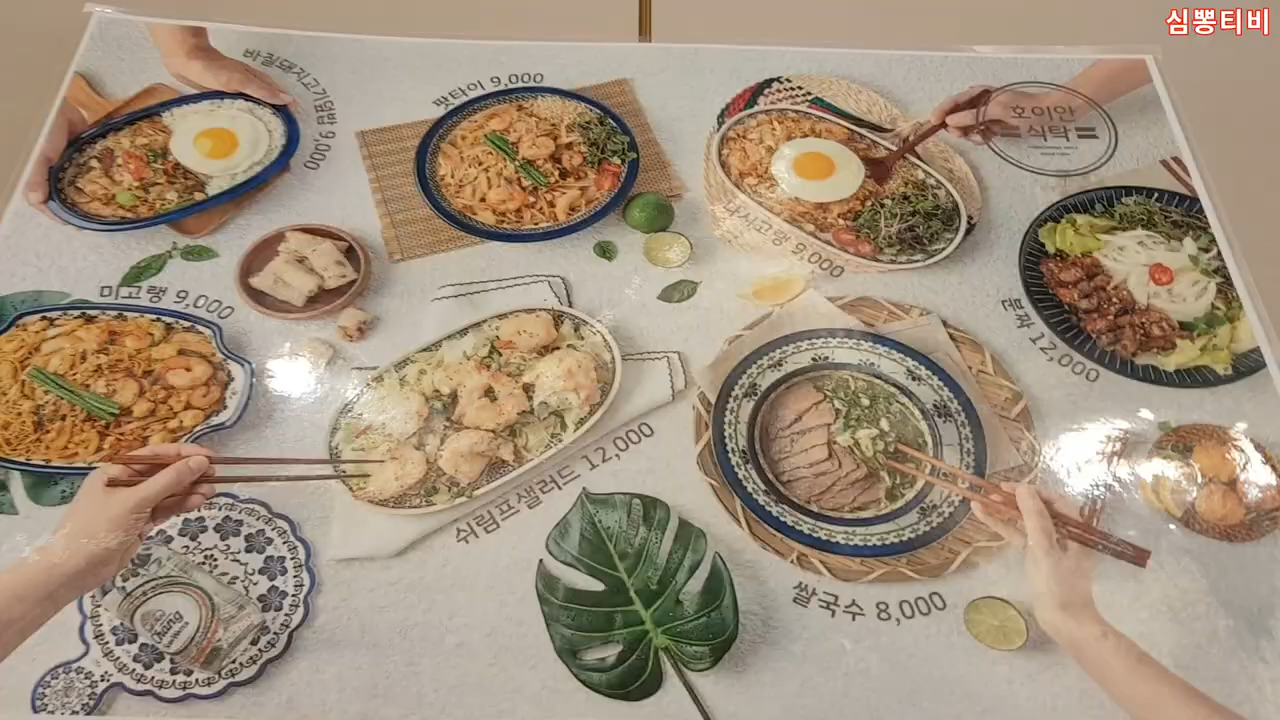 심뽕티비
바질돼지고기덮밥 9,000
팟타이 9,000
호이안
식탁
나시고랭 9,000
미고랭 9,000
분짜 12,000
쉬림프샐러드 12,000
쌀국수 8,000
Chang